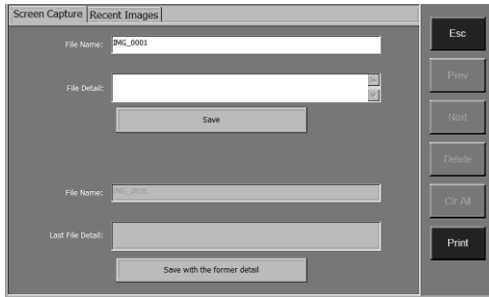 Screen Capture Recent Images
File Name: IMG_0001
File Detail:
Save
File Name:
Last File Detail:
Save with the former detail
Esc
Prev
Next
Delete
Clr All
Print